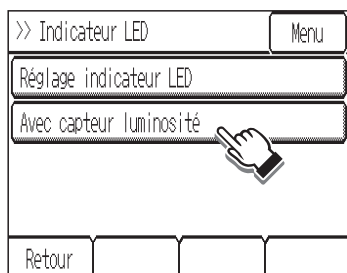 >> Indicateur LED
Menu
Réglage indicateur LED
Avec capteur luminosité
Retour